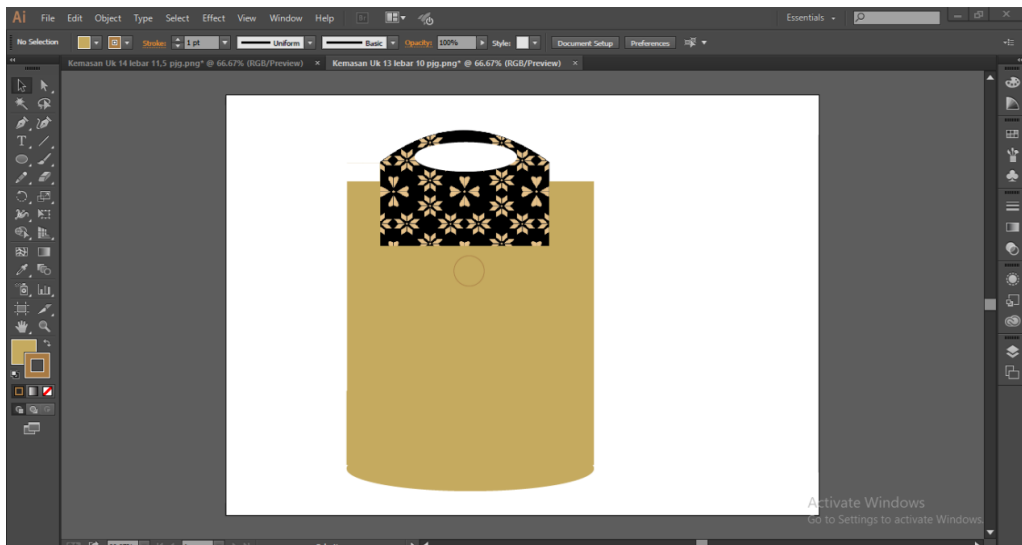 Ai File Edit Object Type Select Effect View Window Help Br Essentials
No Selection Stroke: 1 pt Uniform Basic Opacity: 100% Style: Document Setup Preferences
Kemasan Uk 14 lebar 11,5 pjg.png* @ 66.67% (RGB/Preview) × Kemasan Uk 13 lebar 10 pjg.png* @ 66.67% (RGB/Preview) ×
Activate Windows
Go to Settings to activate Windows.